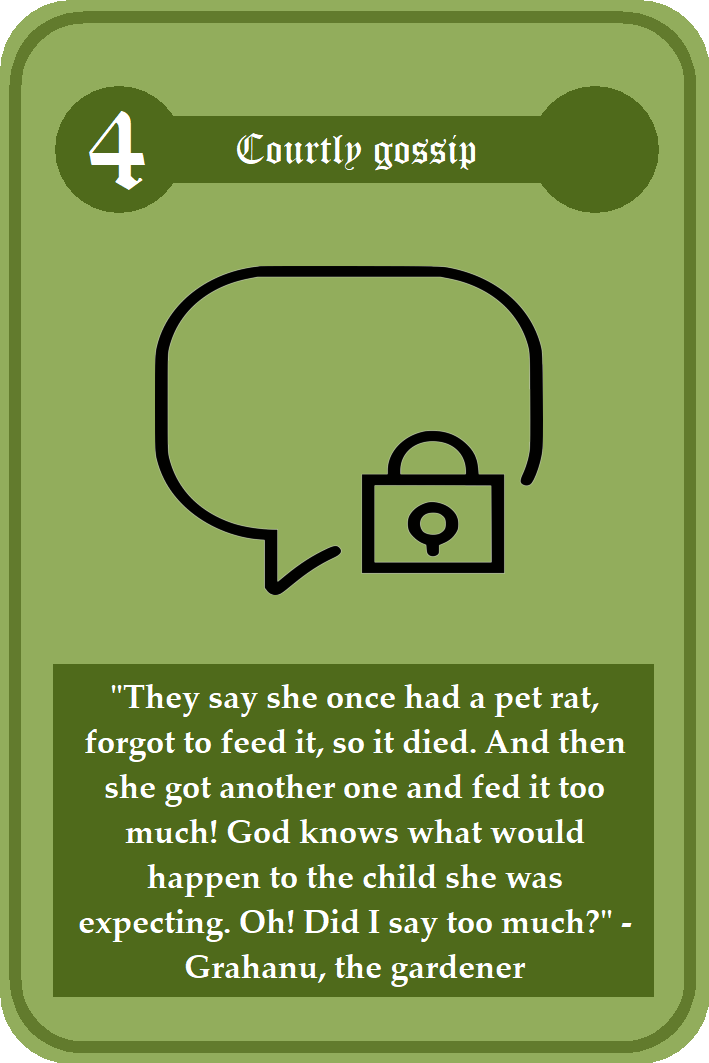 4
Courtly gossip
"They say she once had a pet rat,
forgot to feed it, so it died. And then
she got another one and fed it too
much! God knows what would
happen to the child she was
expecting. Oh! Did I say too much?" -
Grahanu, the gardener